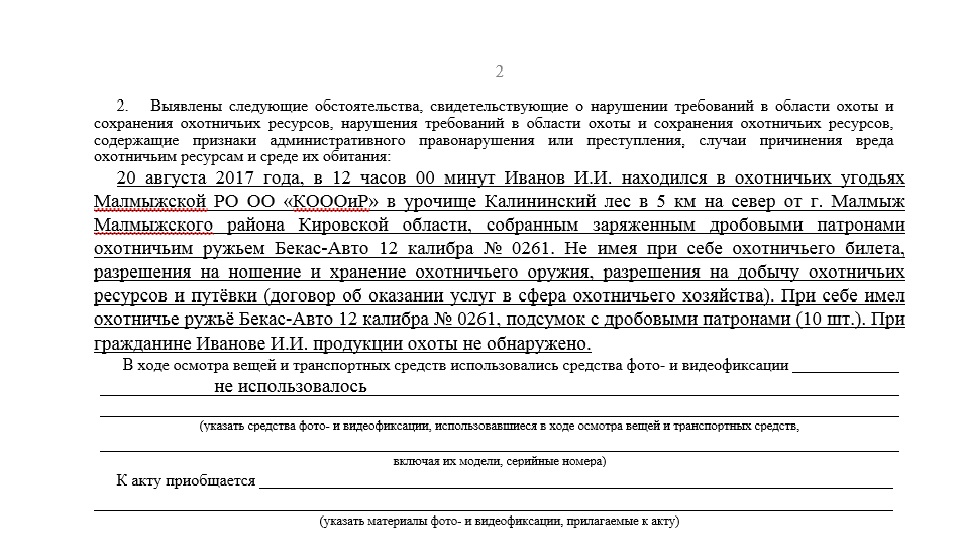 2
2. Выявлены следующие обстоятельства, свидетельствующие о нарушении требований в области охоты и
сохранения охотничьих ресурсов, нарушения требований в области охоты и сохранения охотничьих ресурсов,
содержащие признаки административного правонарушения или преступления, случаи причинения вреда
охотничьим ресурсам и среде их обитания:
20 августа 2017 года, в 12 часов 00 минут Иванов И.И. находился в охотничьих угодьях
Малмыжской РО ОО «КОООиР» в урочище Калининский лес в 5 км на север от г. Малмыж
Малмыжского района Кировской области, собранным заряженным дробовыми патронами
охотничьим ружьем Бекас-Авто 12 калибра № 0261. Не имея при себе охотничьего билета,
разрешения на ношение и хранение охотничьего оружия, разрешения на добычу охотничьих
ресурсов и путёвки (договор об оказании услуг в сфера охотничьего хозяйства). При себе имел
охотничье ружьё Бекас-Авто 12 калибра № 0261, подсумок с дробовыми патронами (10 шт.). При
гражданине Иванове И.И. продукции охоты не обнаружено.
В ходе осмотра вещей и транспортных средств использовались средства фото- и видеофиксации
не использовалось
(указать средства фото- и видеофиксации, использовавшиеся в ходе осмотра вещей и транспортных средств,
включая их модели, серийные номера)
К акту приобщается
(указать материалы фото- и видеофиксации, прилагаемые к акту)